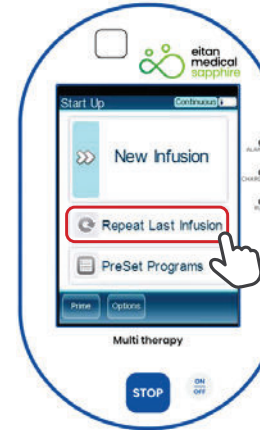 eitan
medical
sapphire
Start Up
Continuous
New Infusion
Repeat Last Infusion
PreSet Programs
Prime
Options
Multi therapy
STOP
ON
OFF